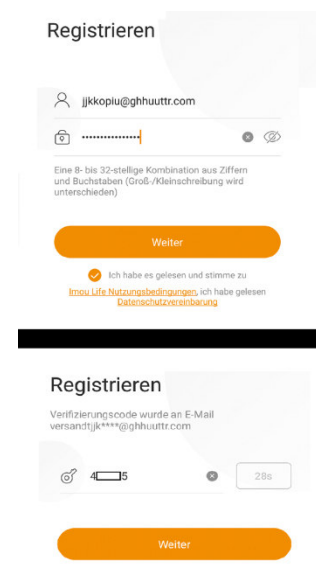 Registrieren
jjkkopiu@ghhuuttr.com
•••••••••••••••
Eine 8- bis 32-stellige Kombination aus Ziffern
und Buchstaben (Groß-/Kleinschreibung wird
unterschieden)
Weiter
Ich habe es gelesen und stimme zu
Imou Life Nutzungsbedingungen, ich habe gelesen
Datenschutzvereinbarung
Registrieren
Verifizierungscode wurde an E-Mail
versandtjjk****@ghhuuttr.com
4 5
28s
Weiter